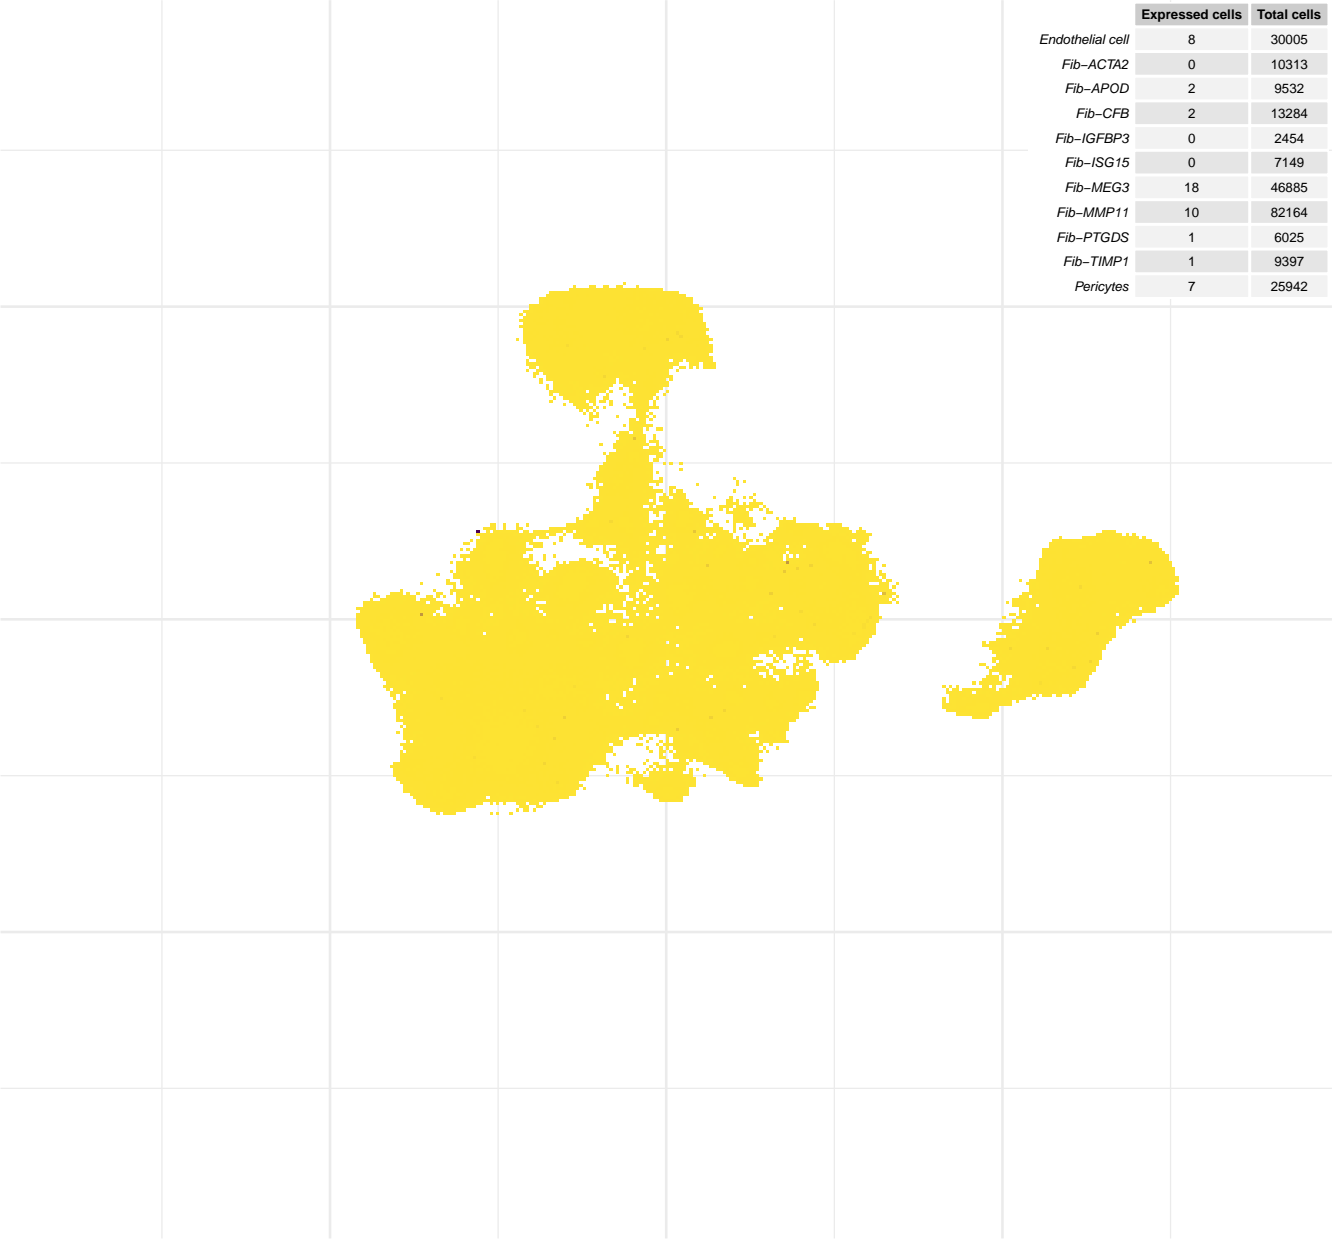 Expressed cells Total cells
Endothelial cell 8 30005
Fib−ACTA2 0 10313
Fib−APOD 2 9532
Fib−CFB 2 13284
Fib−IGFBP3 0 2454
Fib−ISG15 0 7149
Fib−MEG3 18 46885
Fib−MMP11 10 82164
Fib−PTGDS 1 6025
Fib−TIMP1 1 9397
Pericytes 7 25942